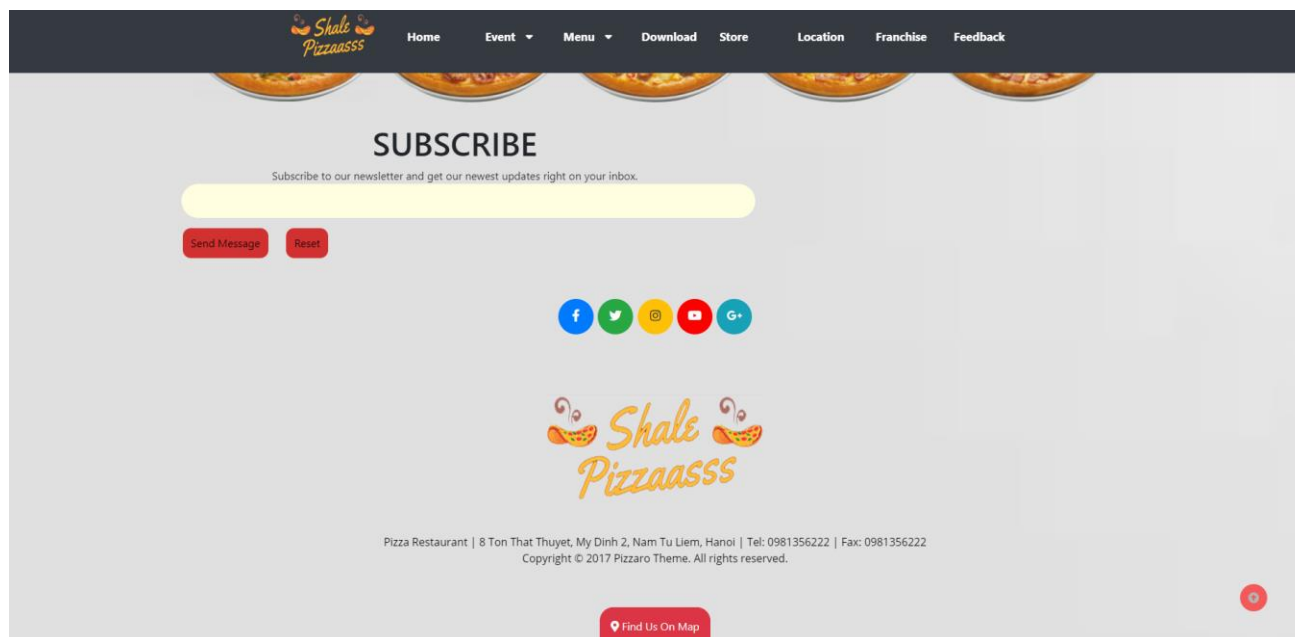 Shale
Pizzaasss
Home Event Menu Download Store Location Franchise Feedback
SUBSCRIBE
Subscribe to our newsletter and get our newest updates right on your inbox.
Send Message Reset
f G+
Shale
Pizzaasss
Pizza Restaurant | 8 Ton That Thuyet, My Dinh 2, Nam Tu Liem, Hanoi | Tel: 0981356222 | Fax: 0981356222
Copyright © 2017 Pizzaro Theme. All rights reserved.
Find Us On Map